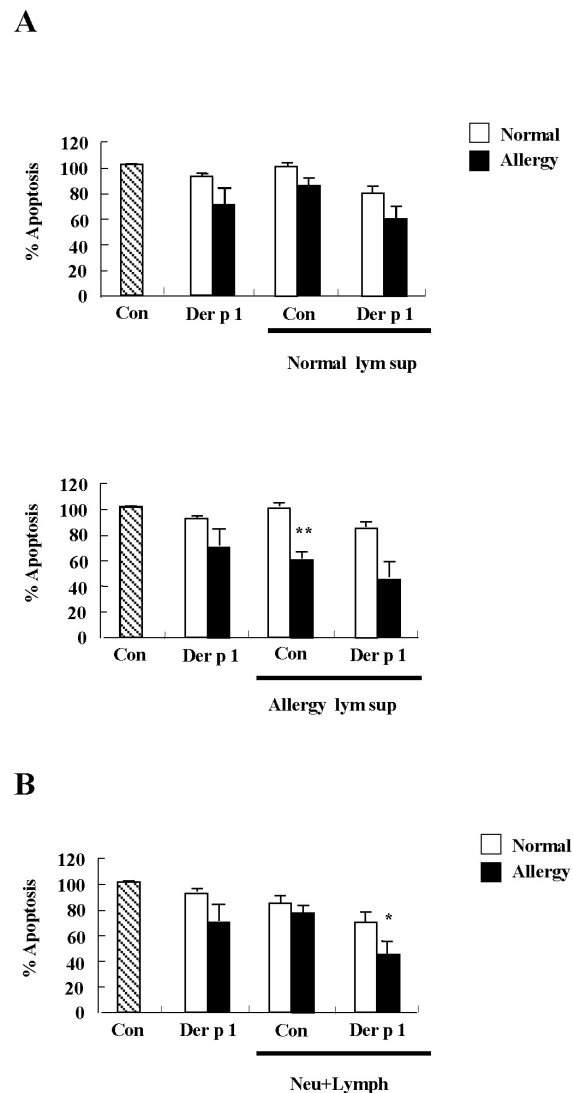 A
Normal
Allergy
120
100
80
60
40
20
0
% Apoptosis
Con Der p 1 Con Der p 1
Normal lym sup
120
100
80
60
40
20
0
% Apoptosis
**
Con Der p 1 Con Der p 1
Allergy lym sup
B
Normal
Allergy
120
100
80
60
40
20
0
% Apoptosis
*
Con Der p 1 Con Der p 1
Neu+Lymph